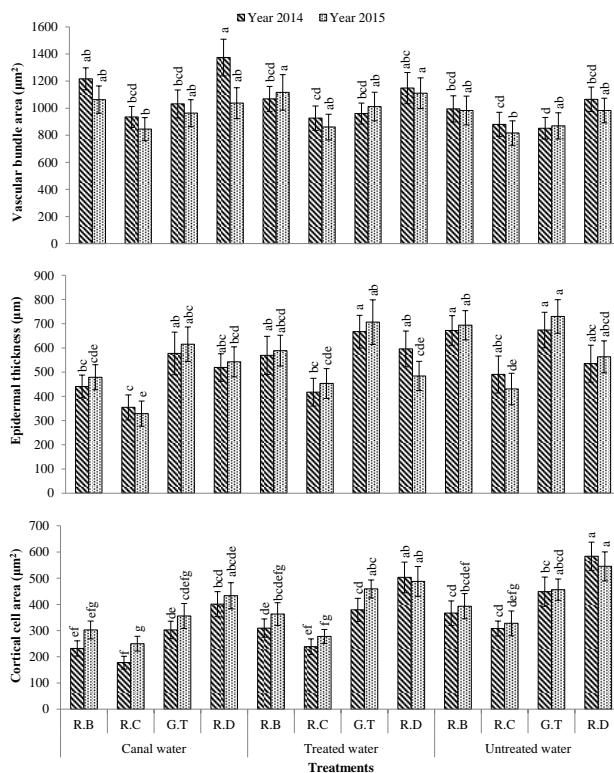 Year 2014 Year 2015
Vascular bundle area (µm²)
1600
1400
1200
1000
800
600
400
200
0
ab ab bcd b bcd ab a ab ab a cd ab bcd ab abc ab bcd ab cd b d ab bcd ab
Epidermal thickness (µm)
900
800
700
600
500
400
300
200
100
0
bc cde c e ab abc abc bcd ab abc bc cde ab ab ab cde ab ab abc de a a abc abcd
Cortical cell area (µm²)
700
600
500
400
300
200
100
0
ef efg f g de cdefg bcd abcde de bcdefg ef fg cd abc ab ab cd bcdef cd defg bc abcd a a
R.B R.C G.T R.D R.B R.C G.T R.D R.B R.C G.T R.D
Canal water Treated water Untreated water
Treatments